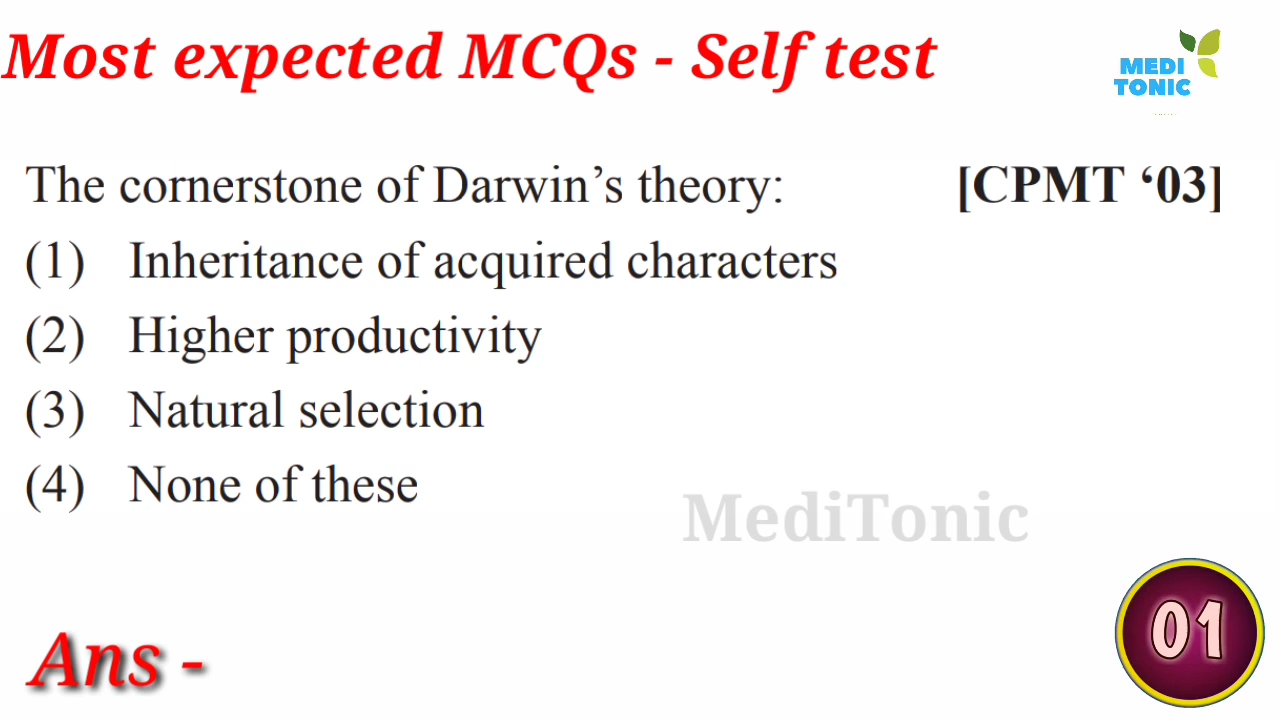 Most expected MCQs - Self test
MEDI
TONIC
The cornerstone of Darwin’s theory: [CPMT ‘03]
(1) Inheritance of acquired characters
(2) Higher productivity
(3) Natural selection
(4) None of these
MediTonic
Ans -
01